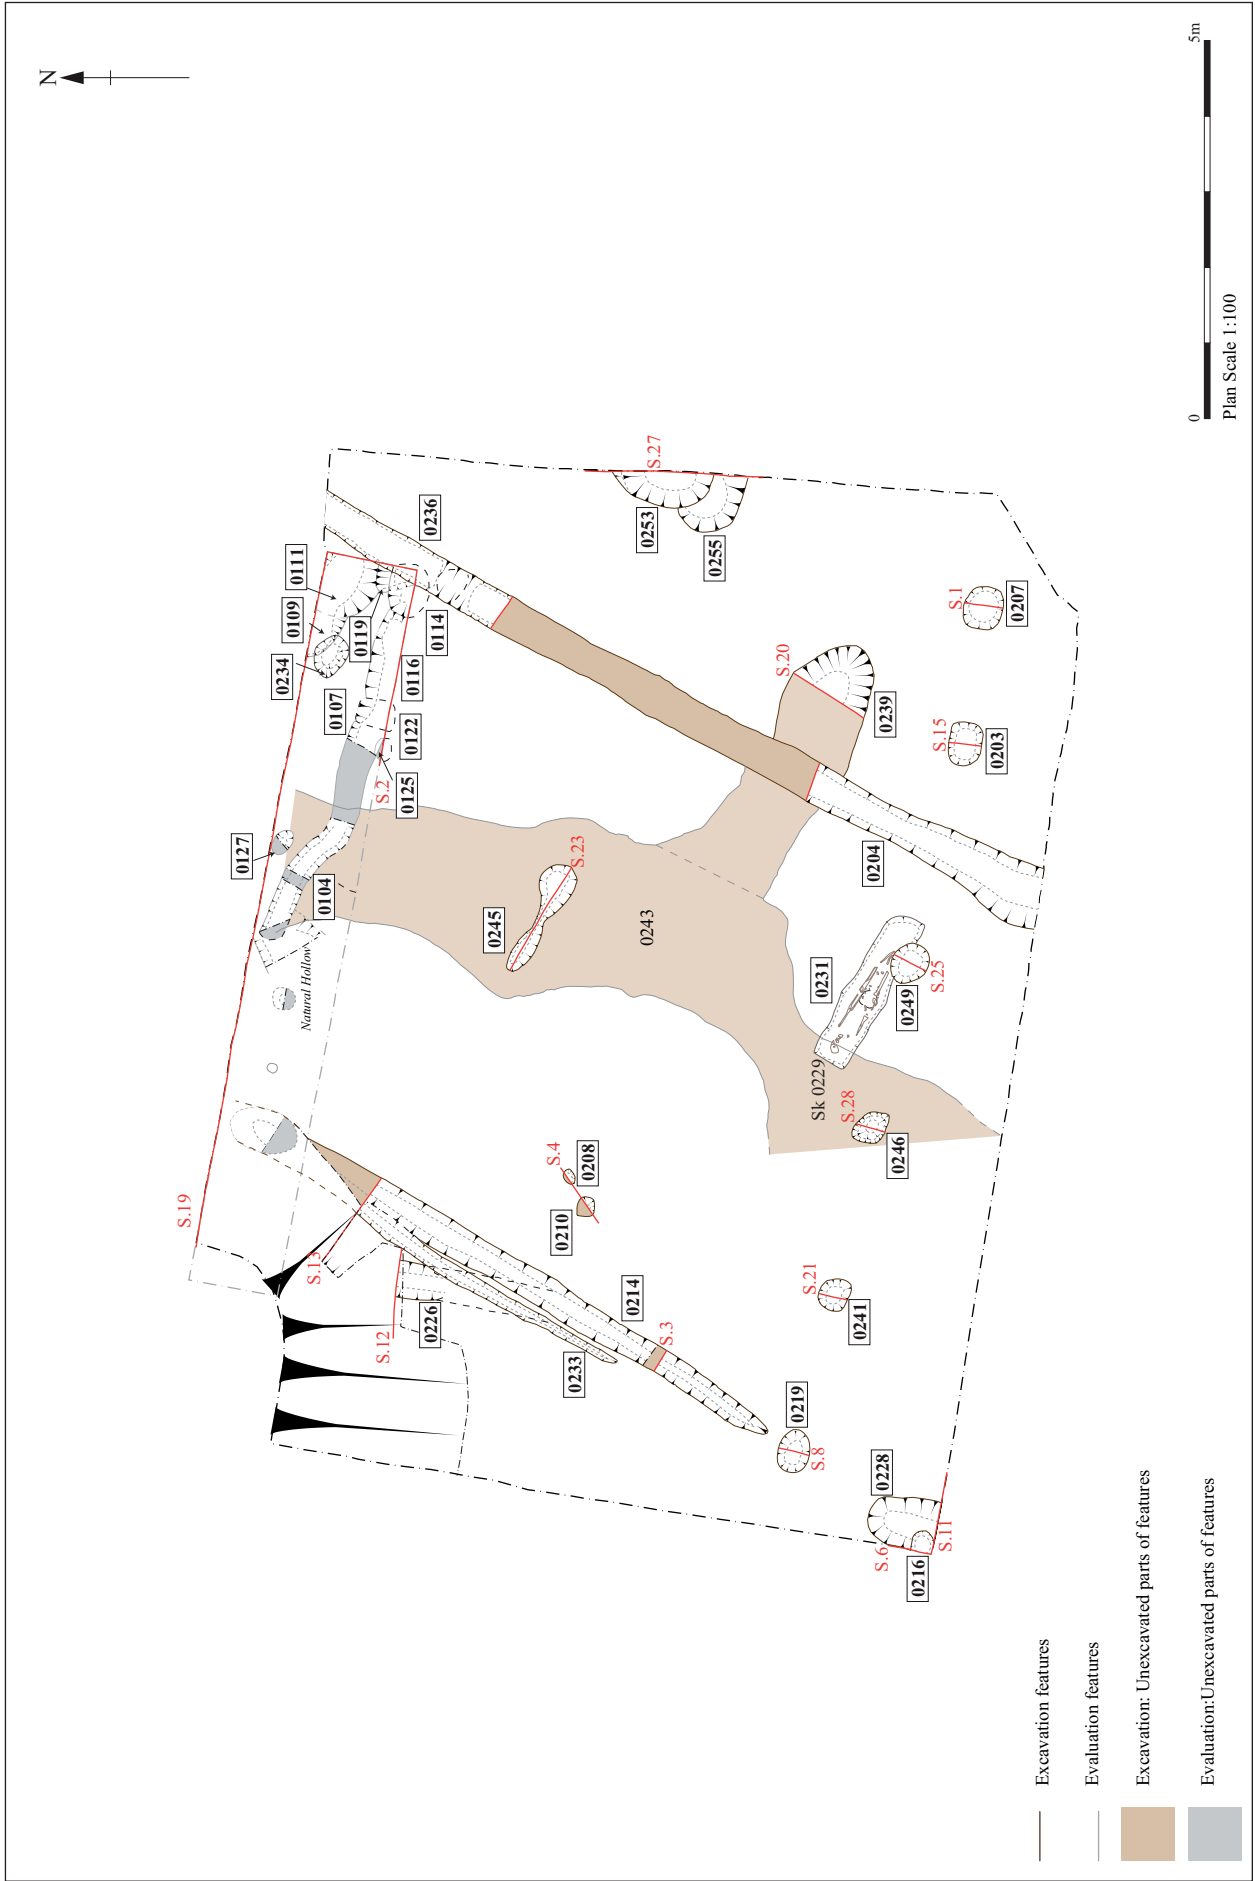 N
5m
0
Plan Scale 1:100
S.19
S.13
S.12
0226
0233
0214
S.3
S.4
0208
0210
S.21
0241
0219
S.8
0228
S.6
S.11
0216
Natural Hollow
0127
0104
0234
0109
0111
0119
0107
0114
0116
0122
0125
S.2
0236
S.27
0253
0255
S.1
0207
S.20
0239
S.15
0203
0204
S.23
0245
0243
0231
0249
S.25
Sk 0229
S.28
0246
Excavation features
Evaluation features
Excavation: Unexcavated parts of features
Evaluation:Unexcavated parts of features